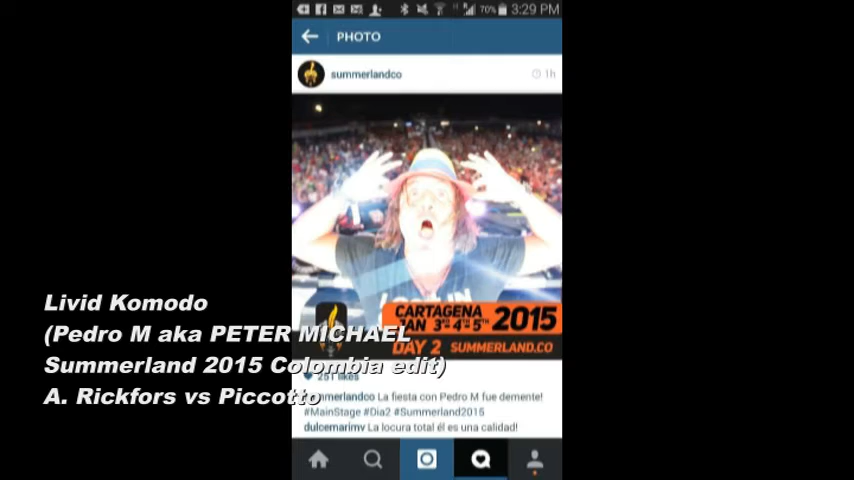 70% 3:29 PM
PHOTO
summerlandco
1h
CARTAGENA
JAN 3RD-4TH-5TH 2015
DAY 2 SUMMERLAND.CO
Livid Komodo
(Pedro M aka PETER MICHAEL
Summerland 2015 Colombia edit)
A. Rickfors vs Piccotto
251 likes
summerlandco La fiesta con Pedro M fue demente!
#MainStage #Dia2 #Summerland2015
dulcemarimv La locura total él es una calidad!